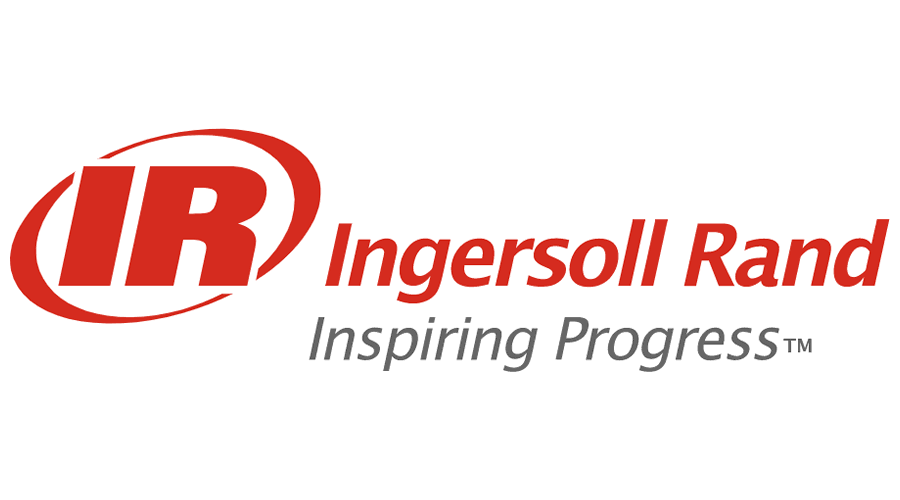 IR
Ingersoll Rand
Inspiring Progress™